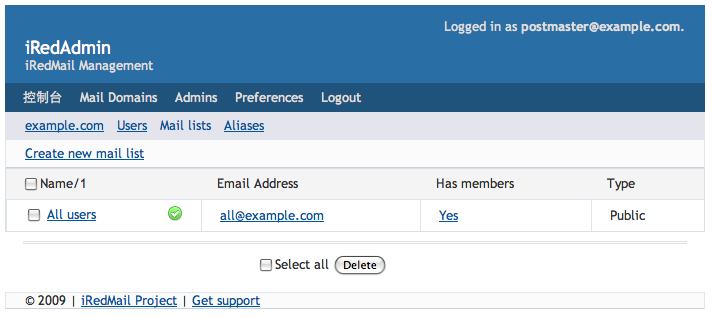 Logged in as postmaster@example.com.
iRedAdmin
iRedMail Management
控制台 Mail Domains Admins Preferences Logout
example.com Users Mail lists Aliases
Create new mail list
Name/1 Email Address Has members Type
All users all@example.com Yes Public
Select all Delete
© 2009 | iRedMail Project | Get support